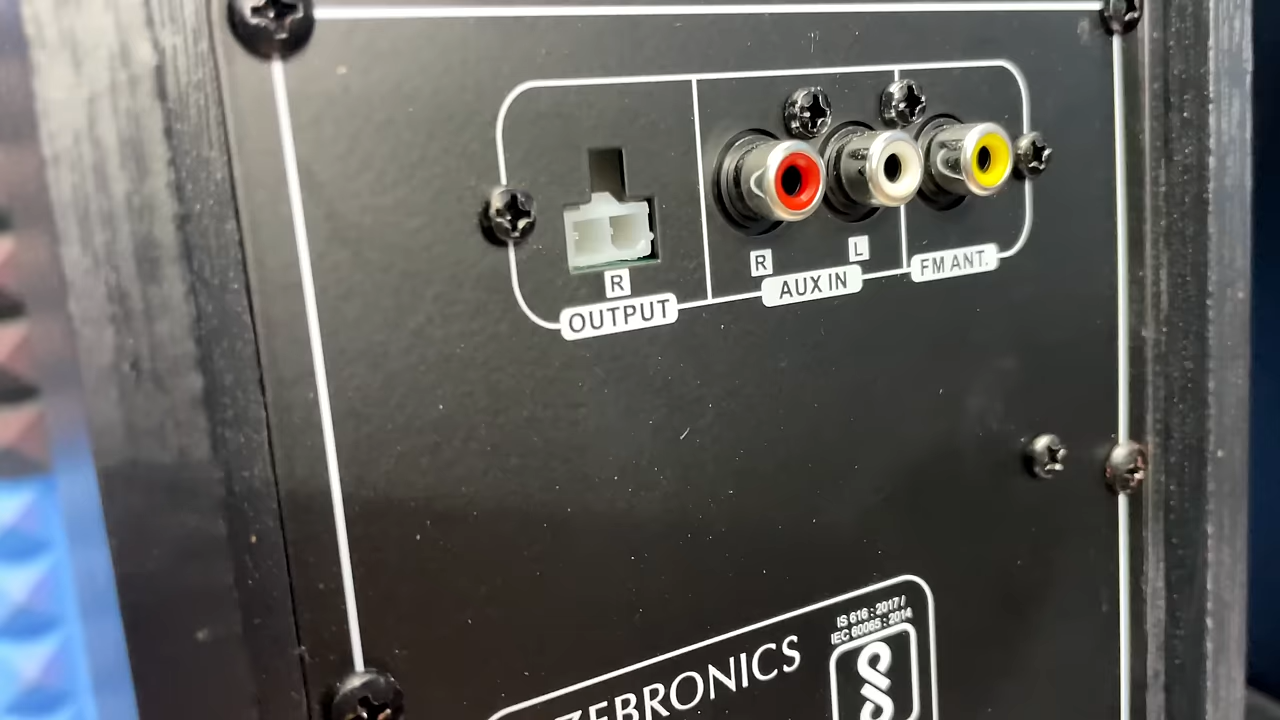 R
OUTPUT
R
L
AUX IN
FM ANT.
IS 616 : 2017 /
IEC 60065 : 2014
ZEBRONICS